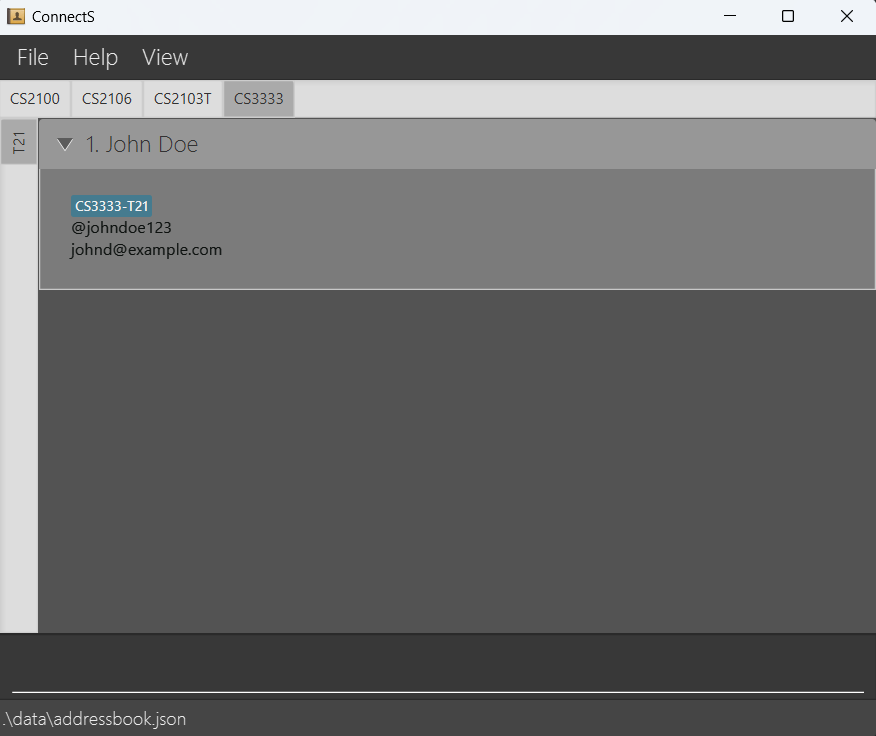 ConnectS
File Help View
CS2100 CS2106 CS2103T CS3333
T21
1. John Doe
CS3333-T21
@johndoe123
johnd@example.com
.\data\addressbook.json